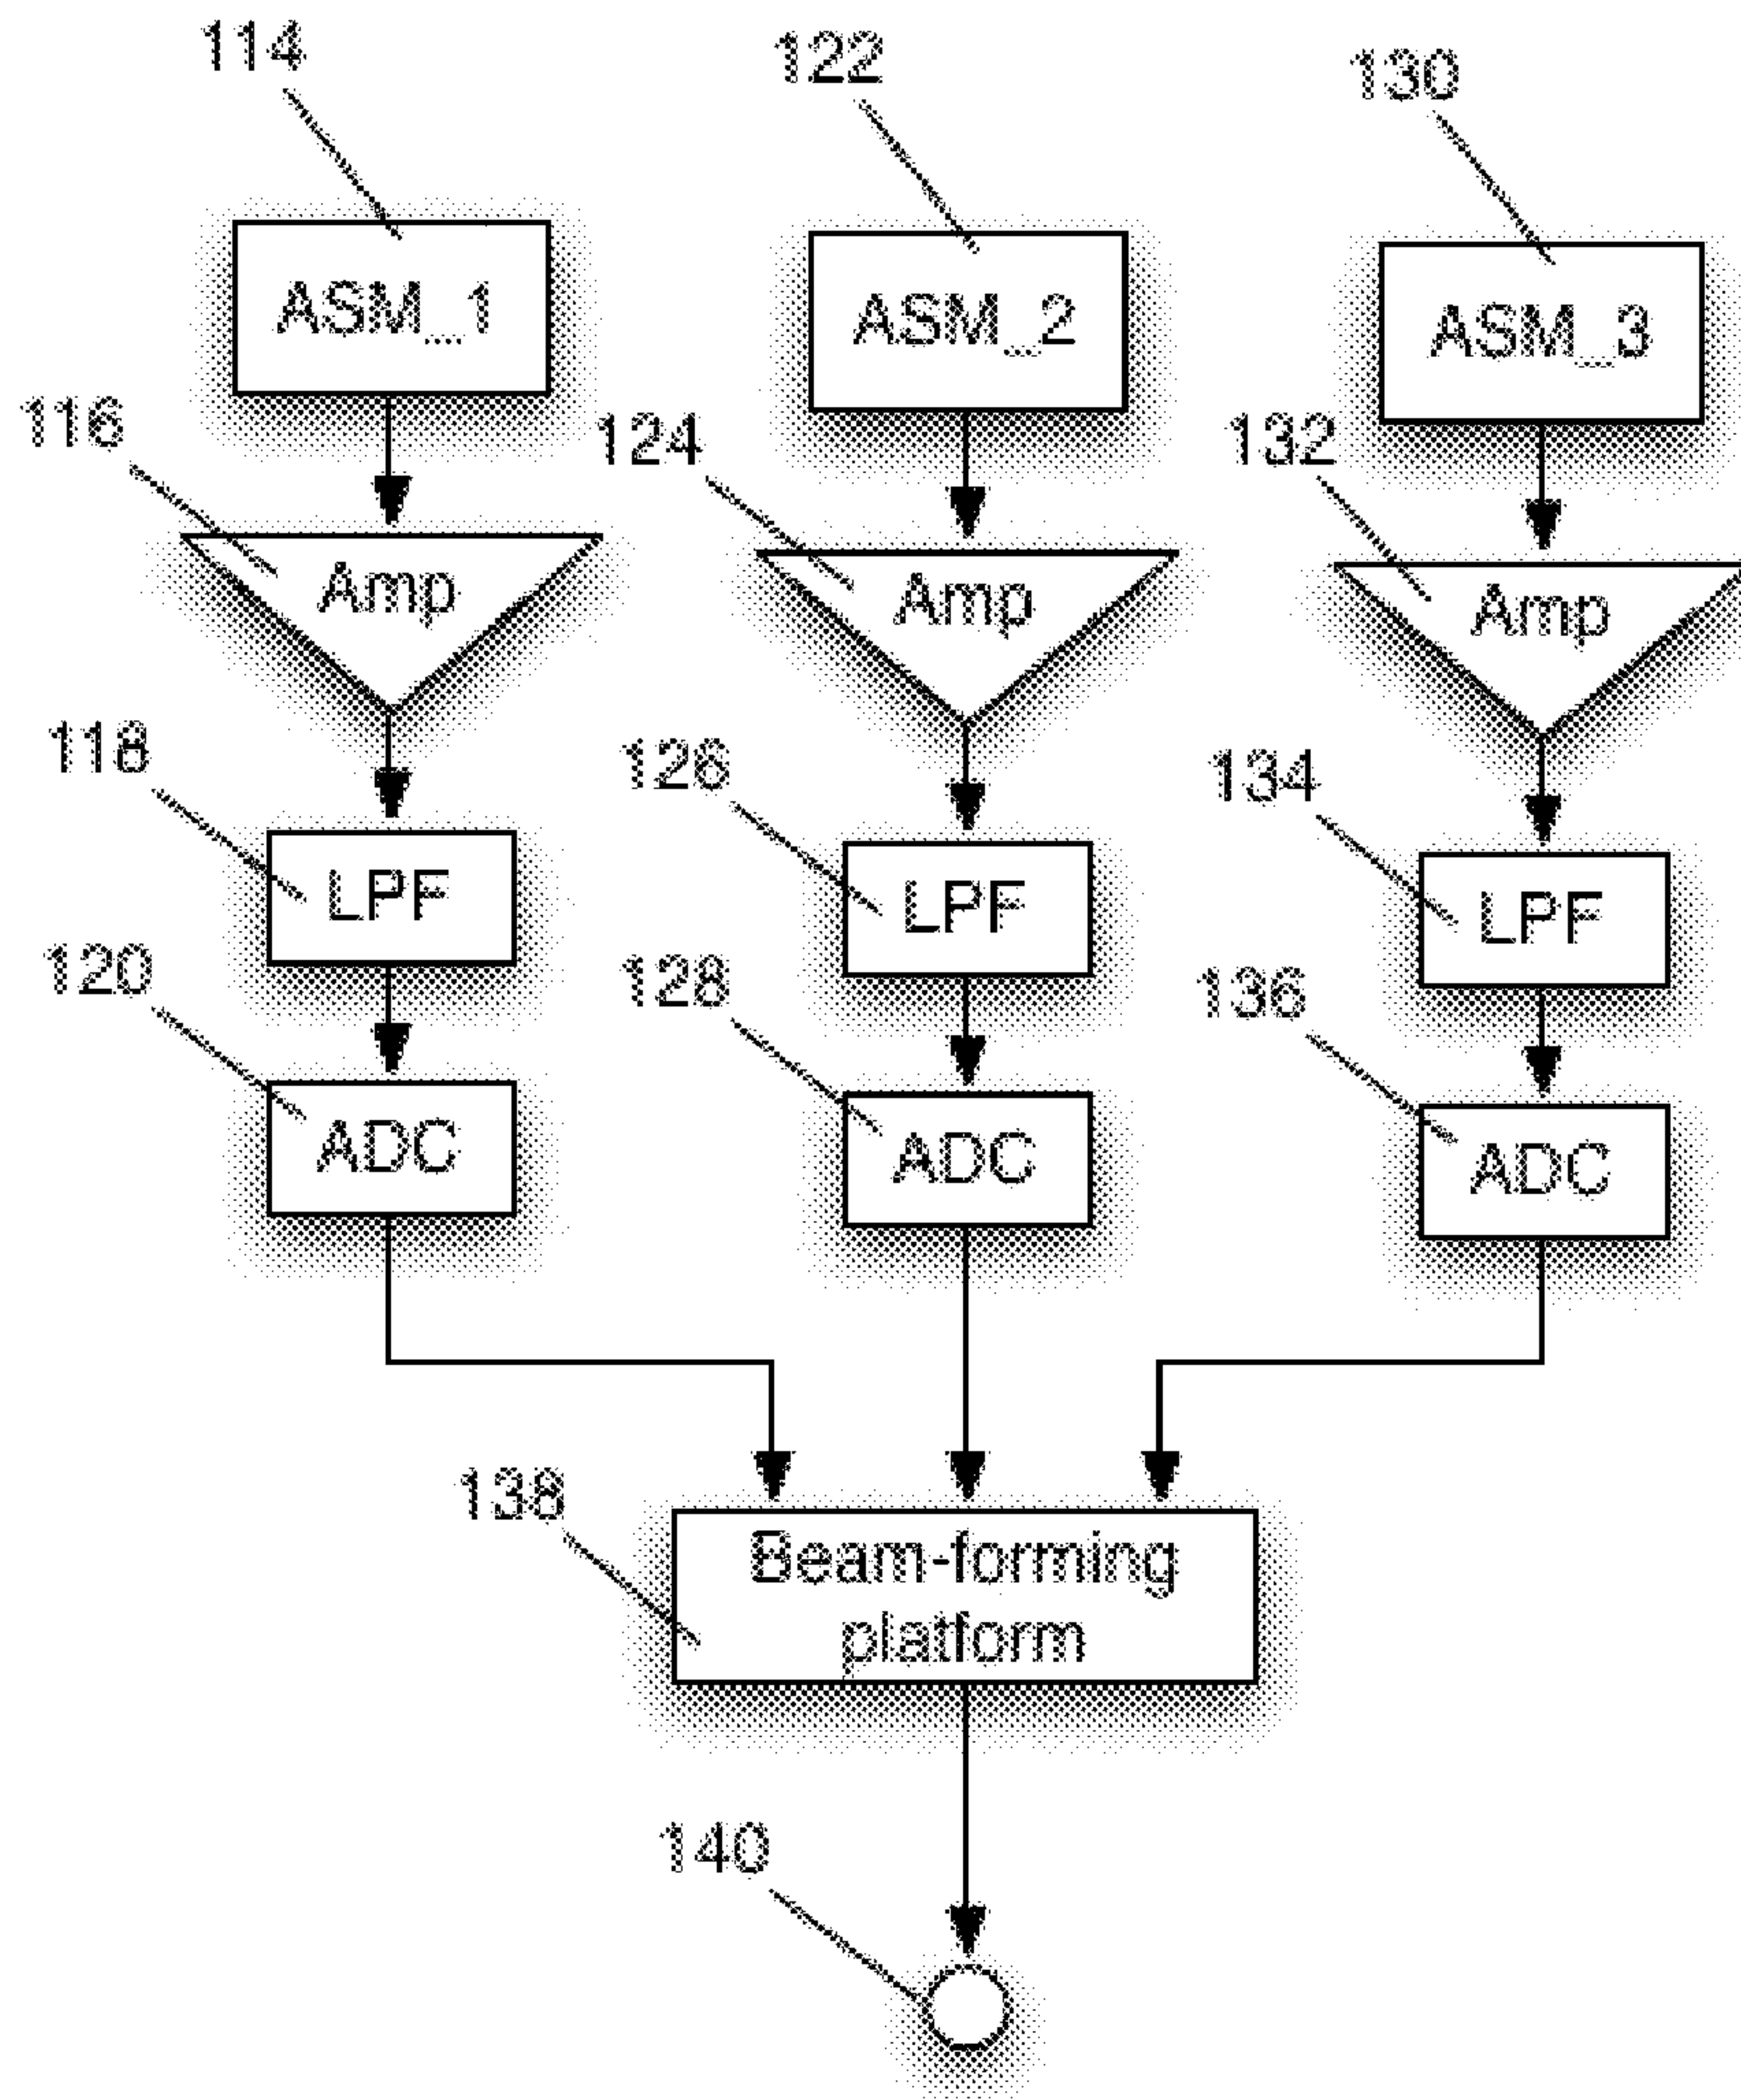 114
122
130
ASM_1
ASM_2
ASM_3
116
124
132
Amp
Amp
Amp
118
126
134
LPF
LPF
LPF
120
128
136
ADC
ADC
ADC
138
Beam-forming
platform
140